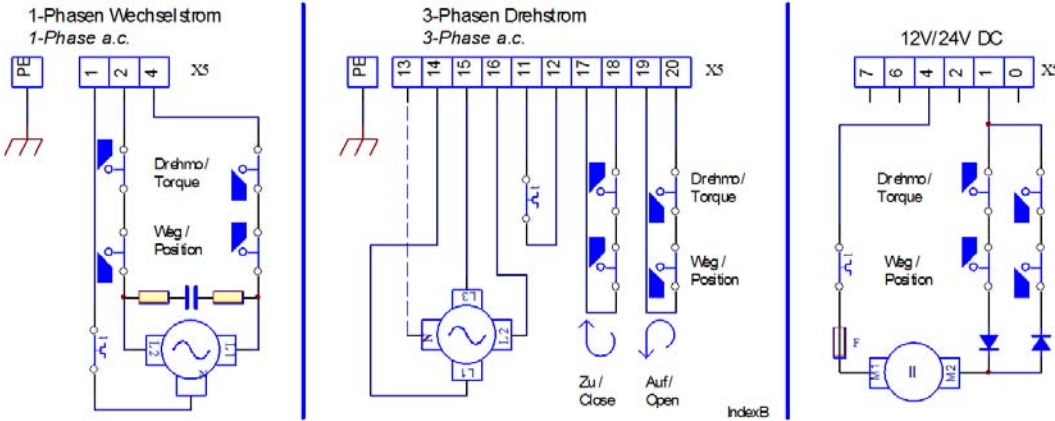 1-Phasen Wechselstrom
1-Phase a.c.
PE
1 2 4 X5
Drehmo/
Torque
Weg/
Position
L2 L1
N
3-Phasen Drehstrom
3-Phase a.c.
PE
13 14 15 16 11 12 17 18 19 20 X5
Drehmo/
Torque
Weg/
Position
L3
N L2
L1
Zu/
Close
Auf/
Open
IndexB
12V/24V DC
7 6 4 2 1 0 X5
Drehmo/
Torque
Weg/
Position
F
M1 II M2